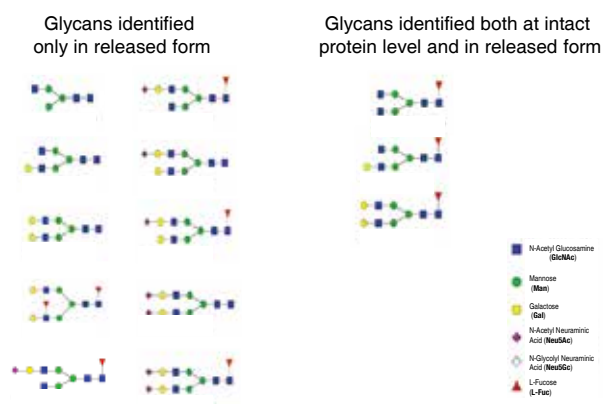 Glycans identified
only in released form
Glycans identified both at intact
protein level and in released form
N-Acetyl Glucosamine
(GlcNAc)
Mannose
(Man)
Galactose
(Gal)
N-Acetyl Neuraminic
Acid (Neu5Ac)
N-Glycolyl Neuraminic
Acid (Neu5Gc)
L-Fucose
(L-Fuc)